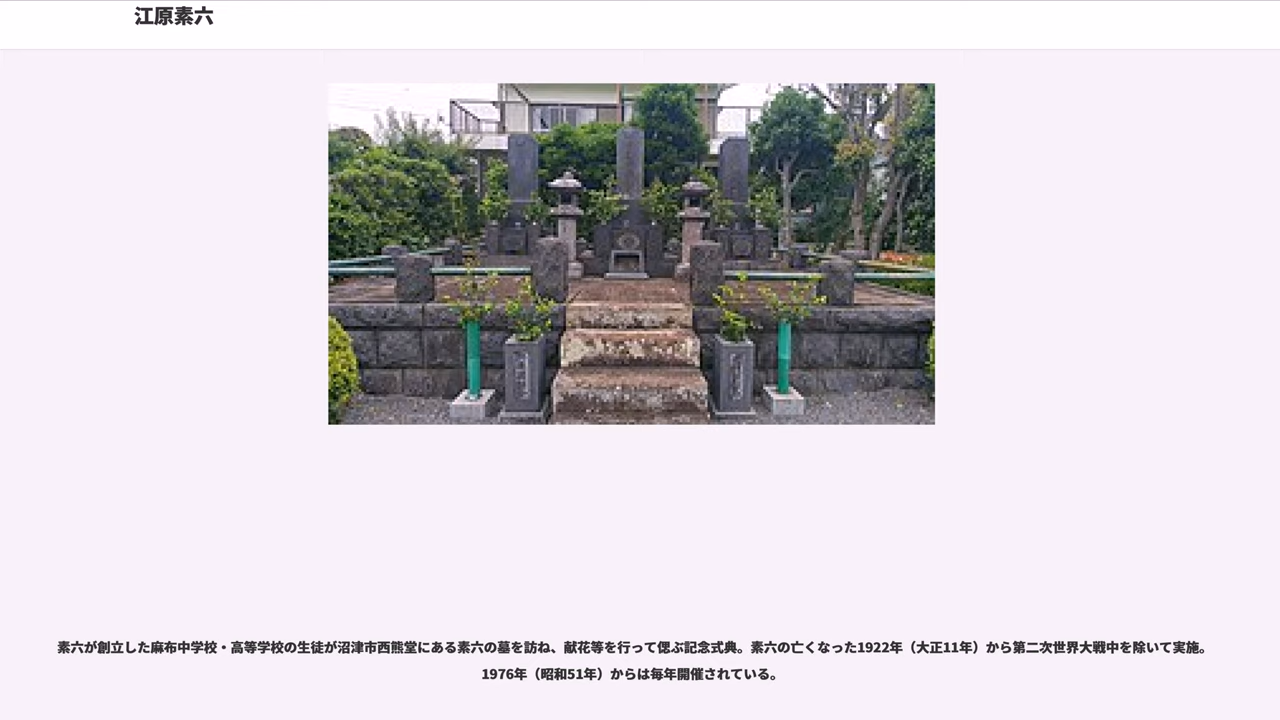 江原素六
素六が創立した麻布中学校・高等学校の生徒が沼津市西熊堂にある素六の墓を訪ね、献花等を行って偲ぶ記念式典。素六の亡くなった1922年（大正11年）から第二次世界大戦中を除いて実施。
1976年（昭和51年）からは毎年開催されている。